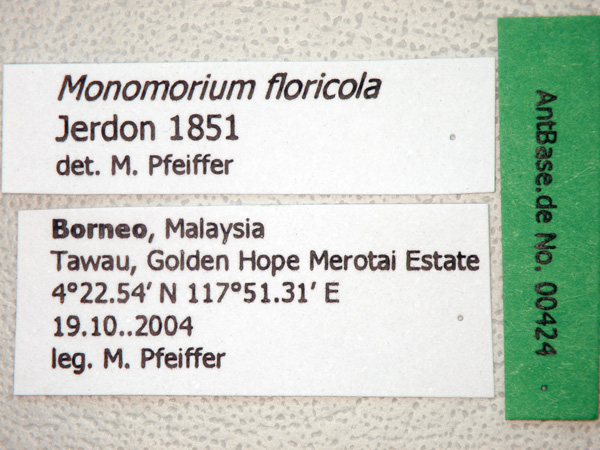 Monomorium floricola
Jerdon 1851
det. M. Pfeiffer
Borneo, Malaysia
Tawau, Golden Hope Merotai Estate
4°22.54’ N 117°51.31’ E
19.10..2004
leg. M. Pfeiffer
AntBase.de No. 00424